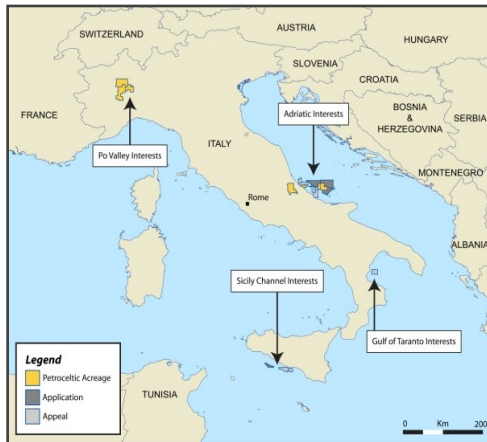 SWITZERLAND
AUSTRIA
HUNGARY
SLOVENIA
CROATIA
FRANCE
Po Valley Interests
ITALY
Adriatic Interests
BOSNIA
&
HERZEGOVINA
SERBIA
MONTENEGRO
Rome
ALBANIA
Sicily Channel Interests
Gulf of Taranto Interests
Legend
Petroceltic Acreage
Application
Appeal
TUNISIA
0 Km 200